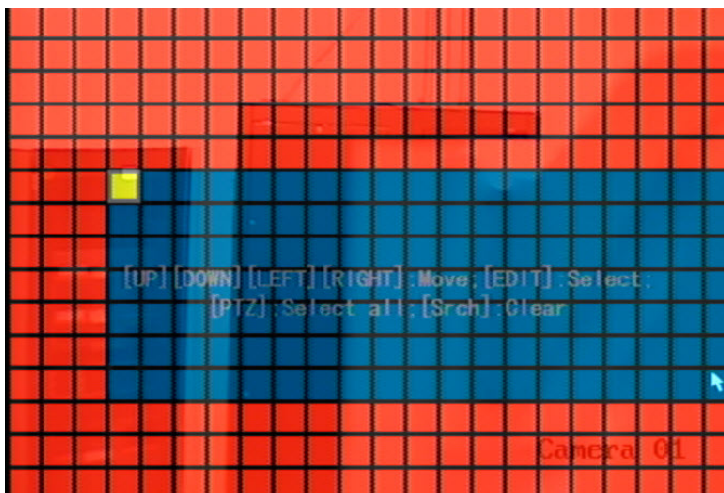 [UP][DOWN][LEFT][RIGHT]:Move;[EDIT]:Select;
[PTZ]:Select all;[Srch]:Clear
Camera 01